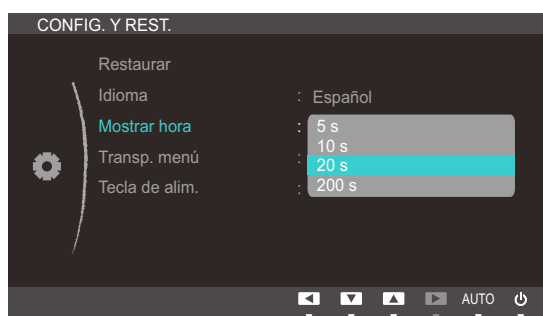 CONFIG. Y REST.
Restaurar
Idioma : Español
Mostrar hora : 5 s
10 s
Transp. menú : 20 s
Tecla de alim. : 200 s
AUTO